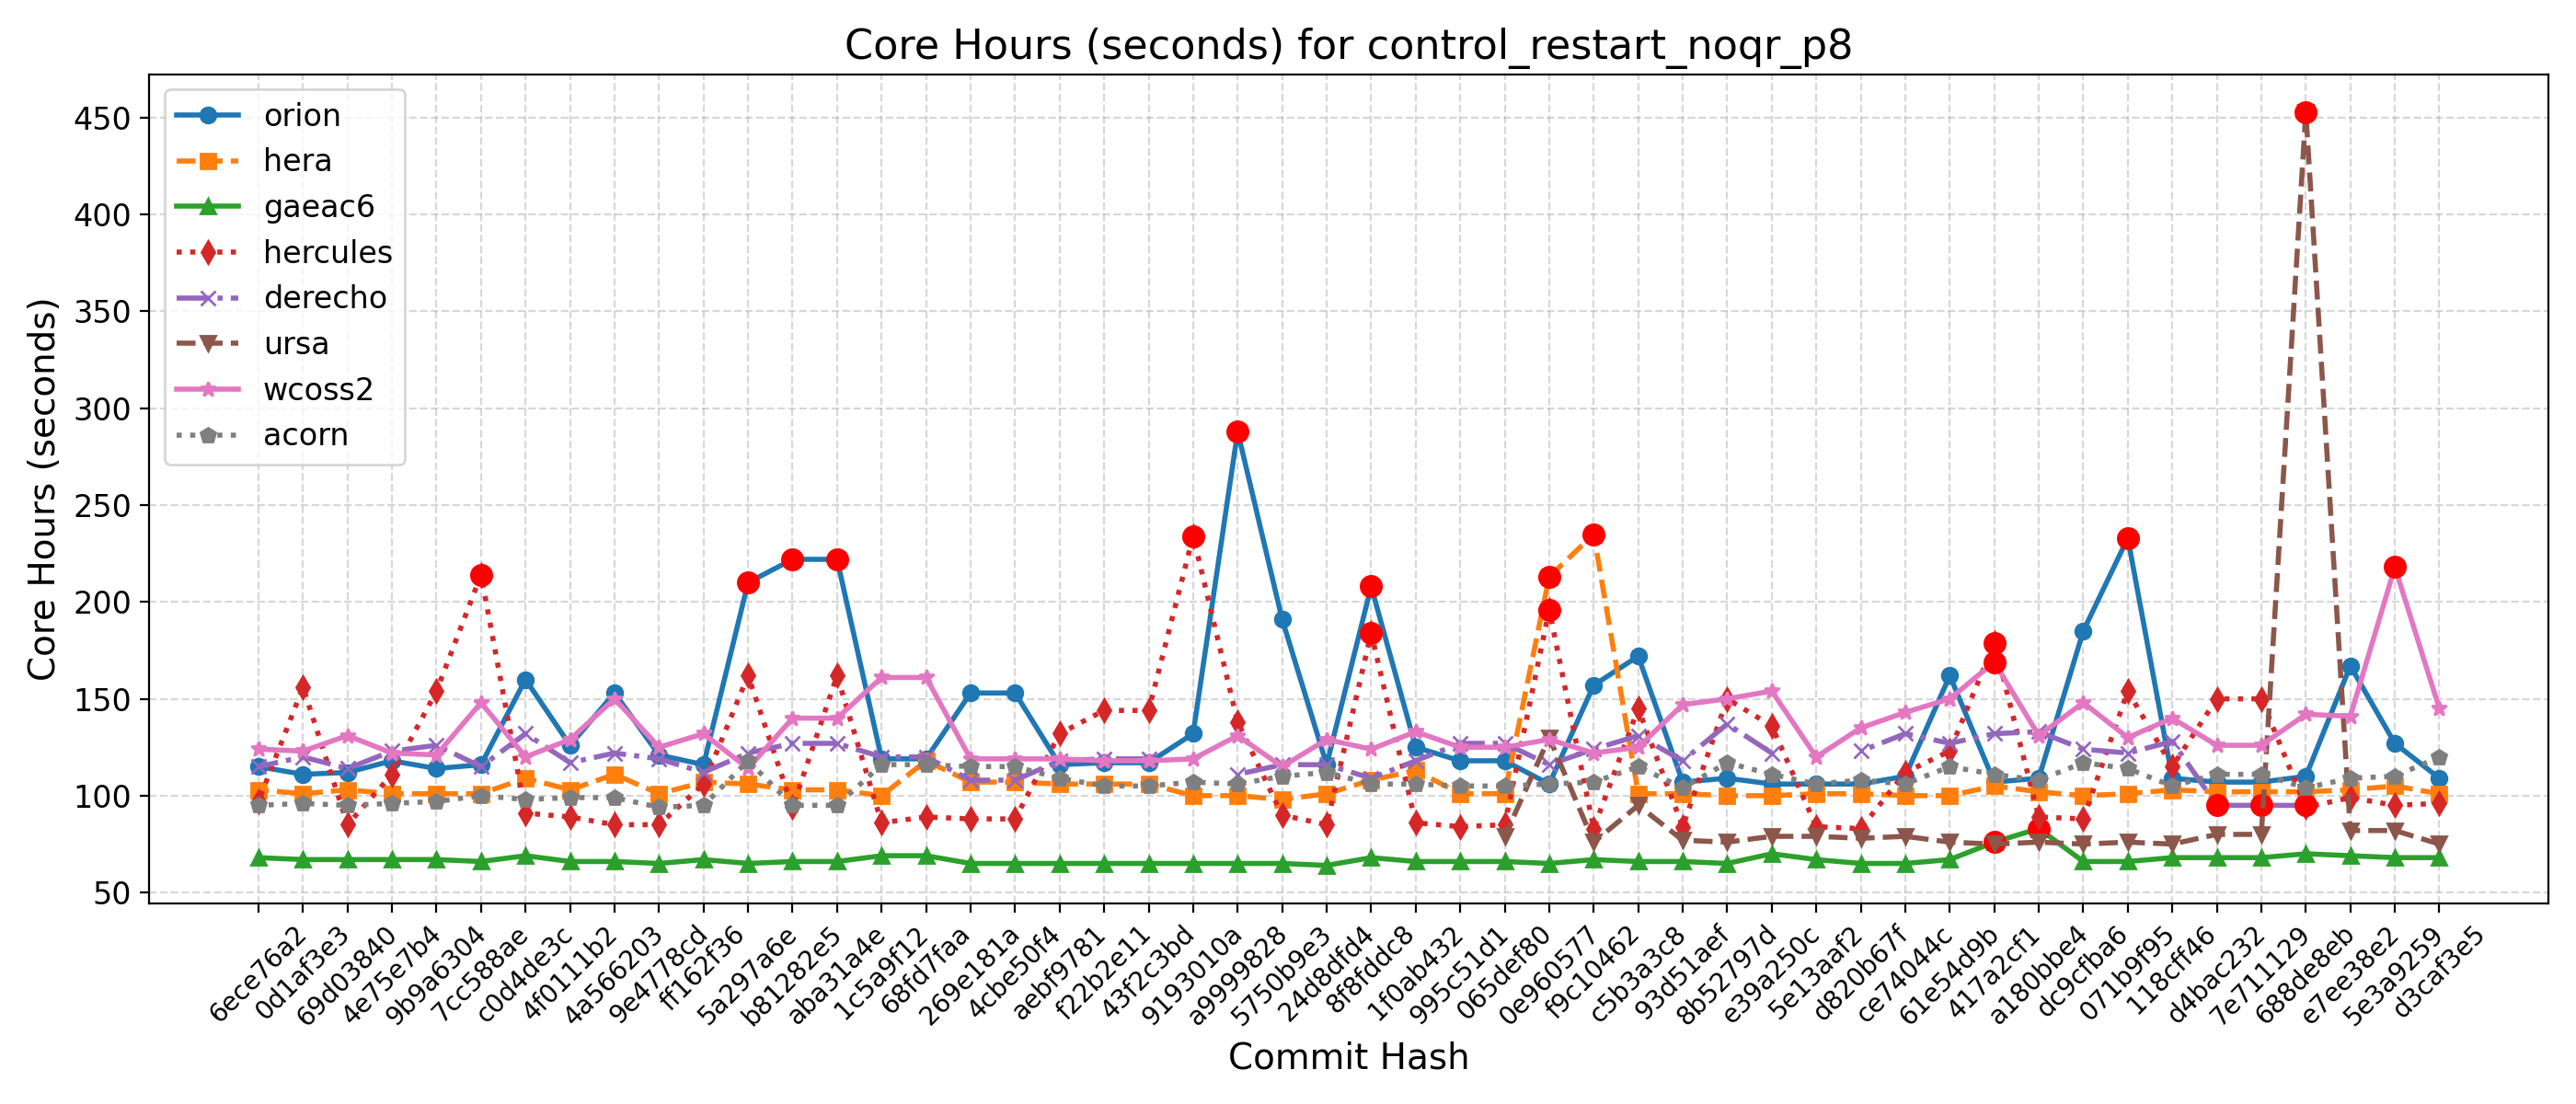 Core Hours (seconds) for control_restart_noqr_p8
Core Hours (seconds)
450
400
350
300
250
200
150
100
50
orion
hera
gaeac6
hercules
derecho
ursa
wcoss2
acorn
6ece76a2
0d1af3e3
69d03840
4e75e7b4
9b9a6304
7cc588ae
c0d4de3c
4f0111b2
4a566203
9e4778cd
ff162f36
5a297a6e
b81282e5
aba31a4e
1c5a9f12
68fd7faa
269e181a
4cbe50f4
aebf9781
f22b2e11
43f2c3bd
9193010a
a9999828
5750b9e3
24d8dfd4
8f8fddc8
1f0ab432
995c51d1
065def80
0e960577
f9c10462
c5b3a3c8
93d51aef
8b52797d
e39a250c
5e13aaf2
d820b67f
ce74044c
61e54d9b
417a2cf1
a180bbe4
dc9cfba6
071b9f95
118cff46
d4bac232
7e711129
688de8eb
e7ee38e2
5e3a9259
d3caf3e5
Commit Hash